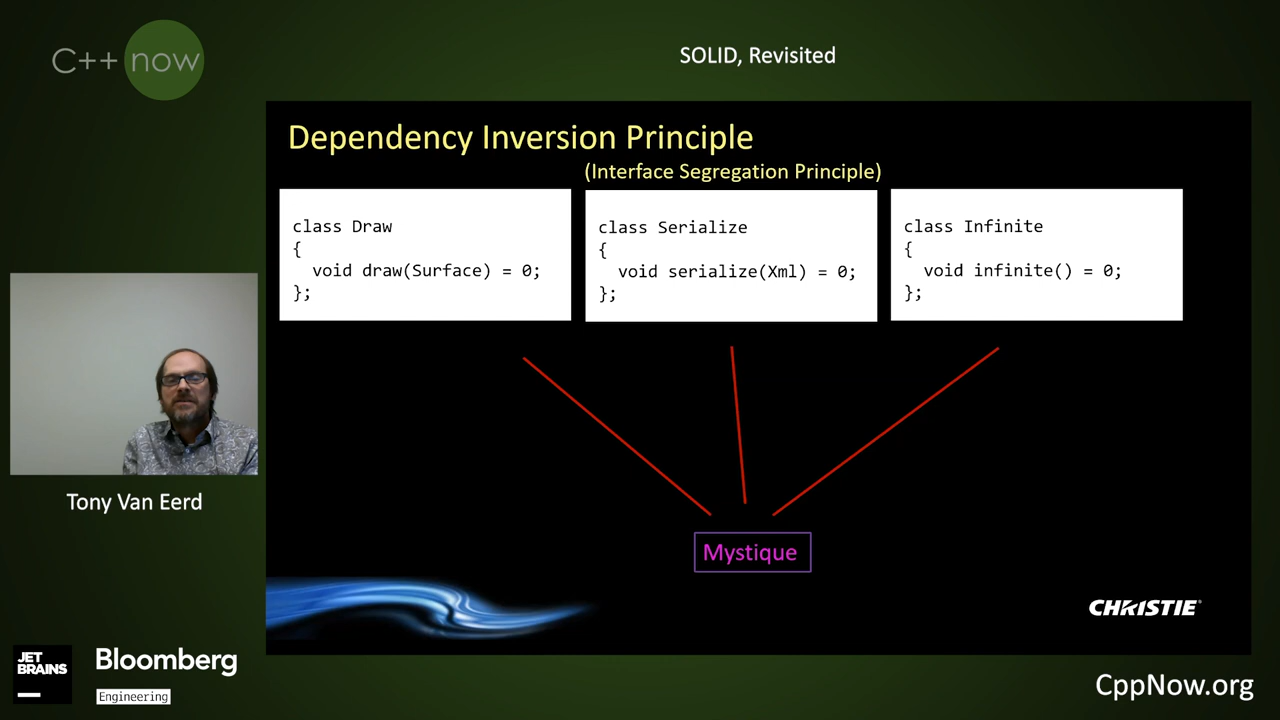 C++ now
SOLID, Revisited
Dependency Inversion Principle
(Interface Segregation Principle)
class Draw
{
  void draw(Surface) = 0;
};
class Serialize
{
  void serialize(Xml) = 0;
};
class Infinite
{
  void infinite() = 0;
};
Mystique
CHRISTIE®
Tony Van Eerd
JET
BRAINS
Bloomberg
Engineering
CppNow.org